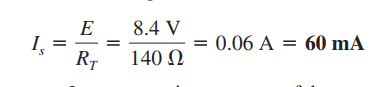 I_s = E/R_T = 8.4 V/140 Ω = 0.06 A = 60 mA